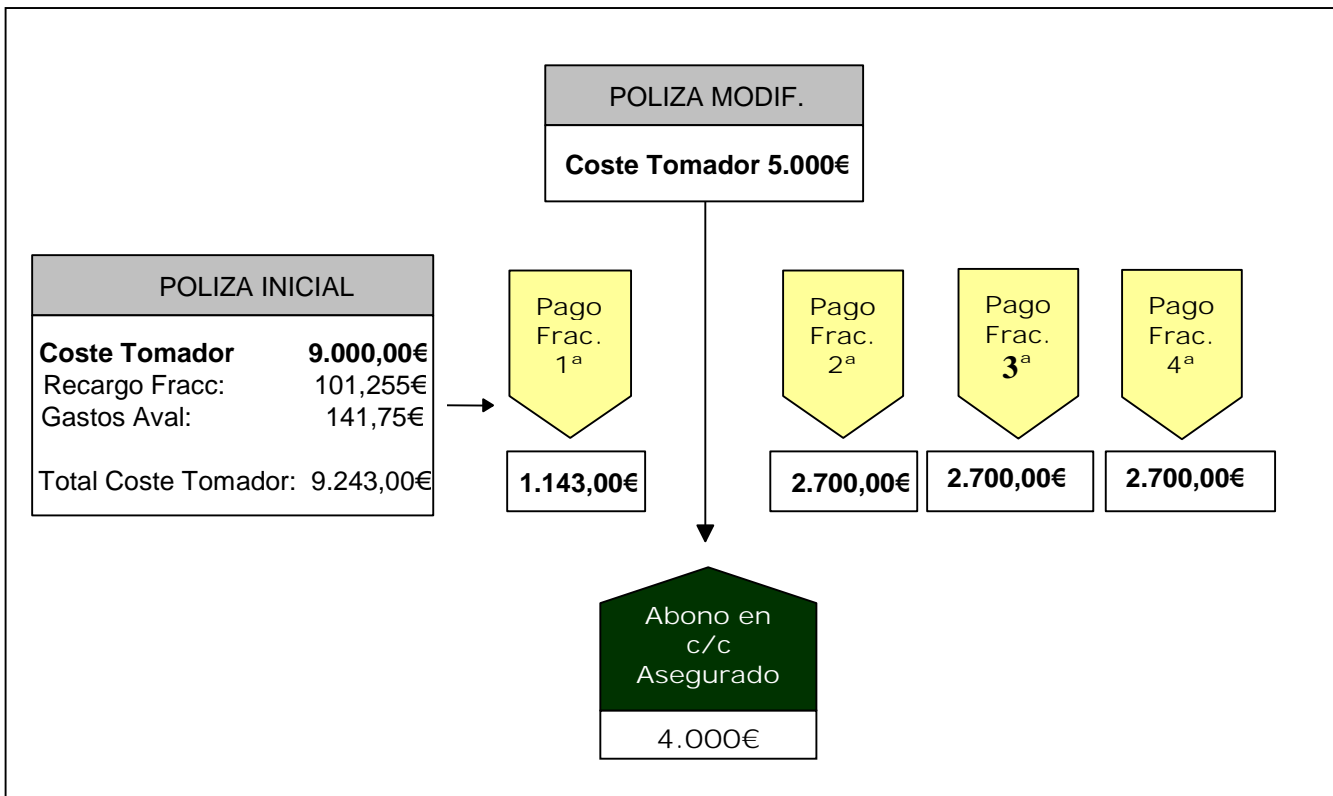 POLIZA MODIF.
Coste Tomador 5.000€
POLIZA INICIAL
Coste Tomador 9.000,00€
Recargo Fracc: 101,255€
Gastos Aval: 141,75€
Total Coste Tomador: 9.243,00€
Pago
Frac.
1ª
1.143,00€
Pago
Frac.
2ª
2.700,00€
Pago
Frac.
3ª
2.700,00€
Pago
Frac.
4ª
2.700,00€
Abono en
c/c
Asegurado
4.000€